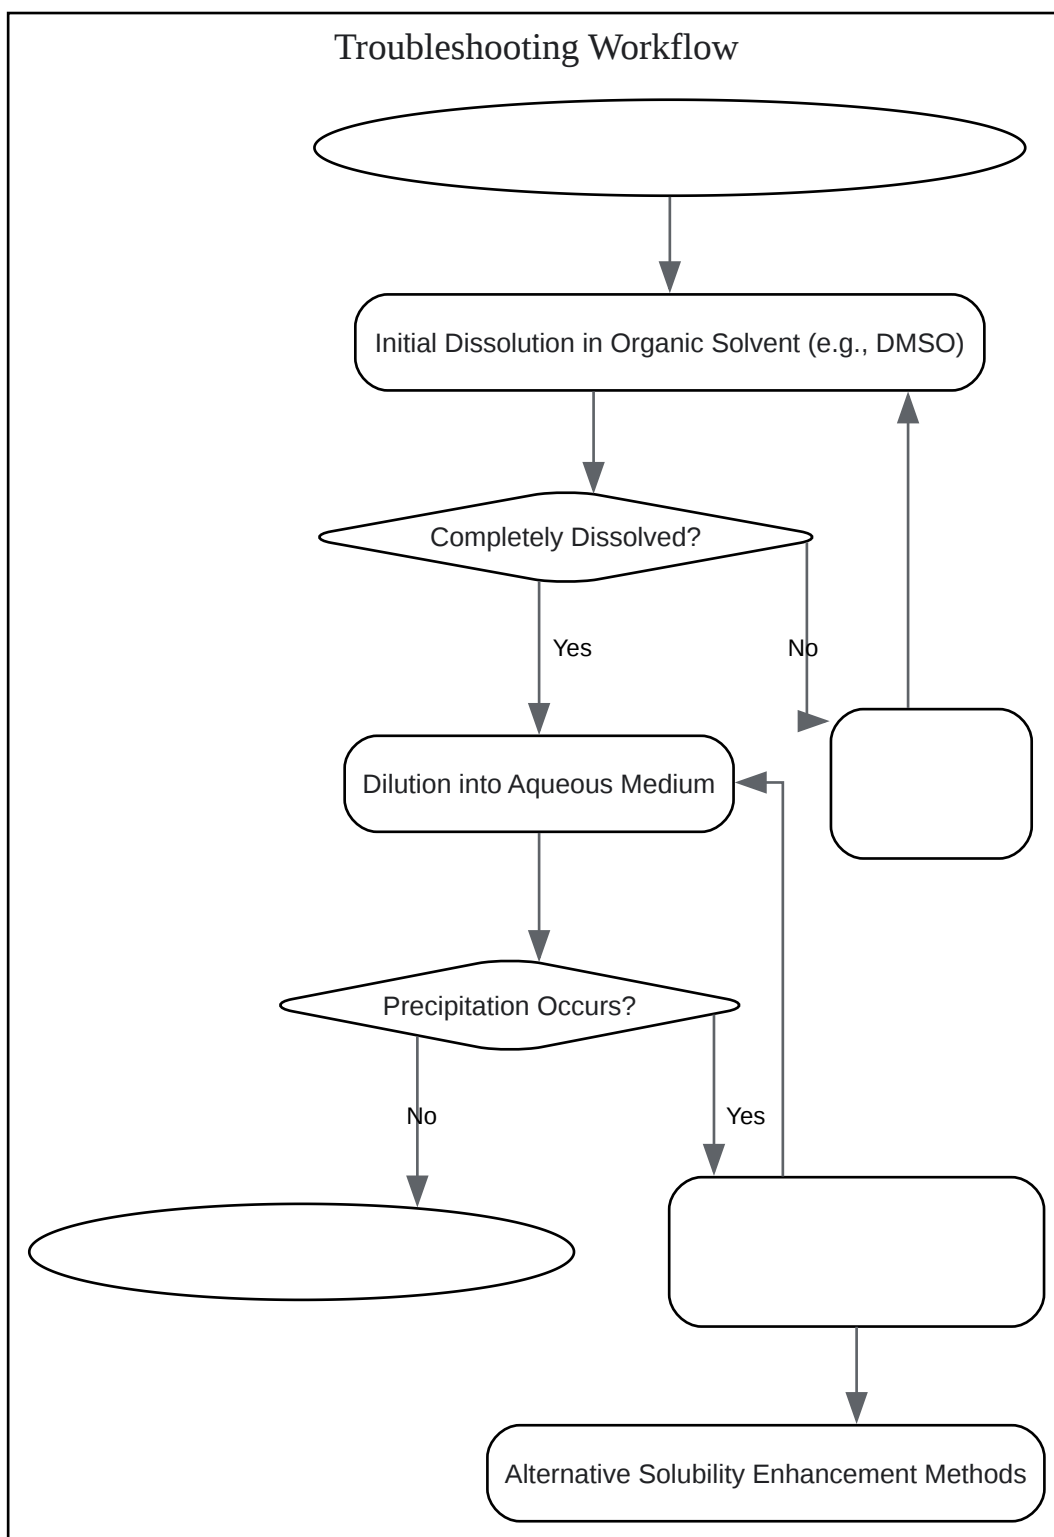 Troubleshooting Workflow
Initial Dissolution in Organic Solvent (e.g., DMSO)
Completely Dissolved?
Yes
No
Dilution into Aqueous Medium
Precipitation Occurs?
No
Yes
Alternative Solubility Enhancement Methods